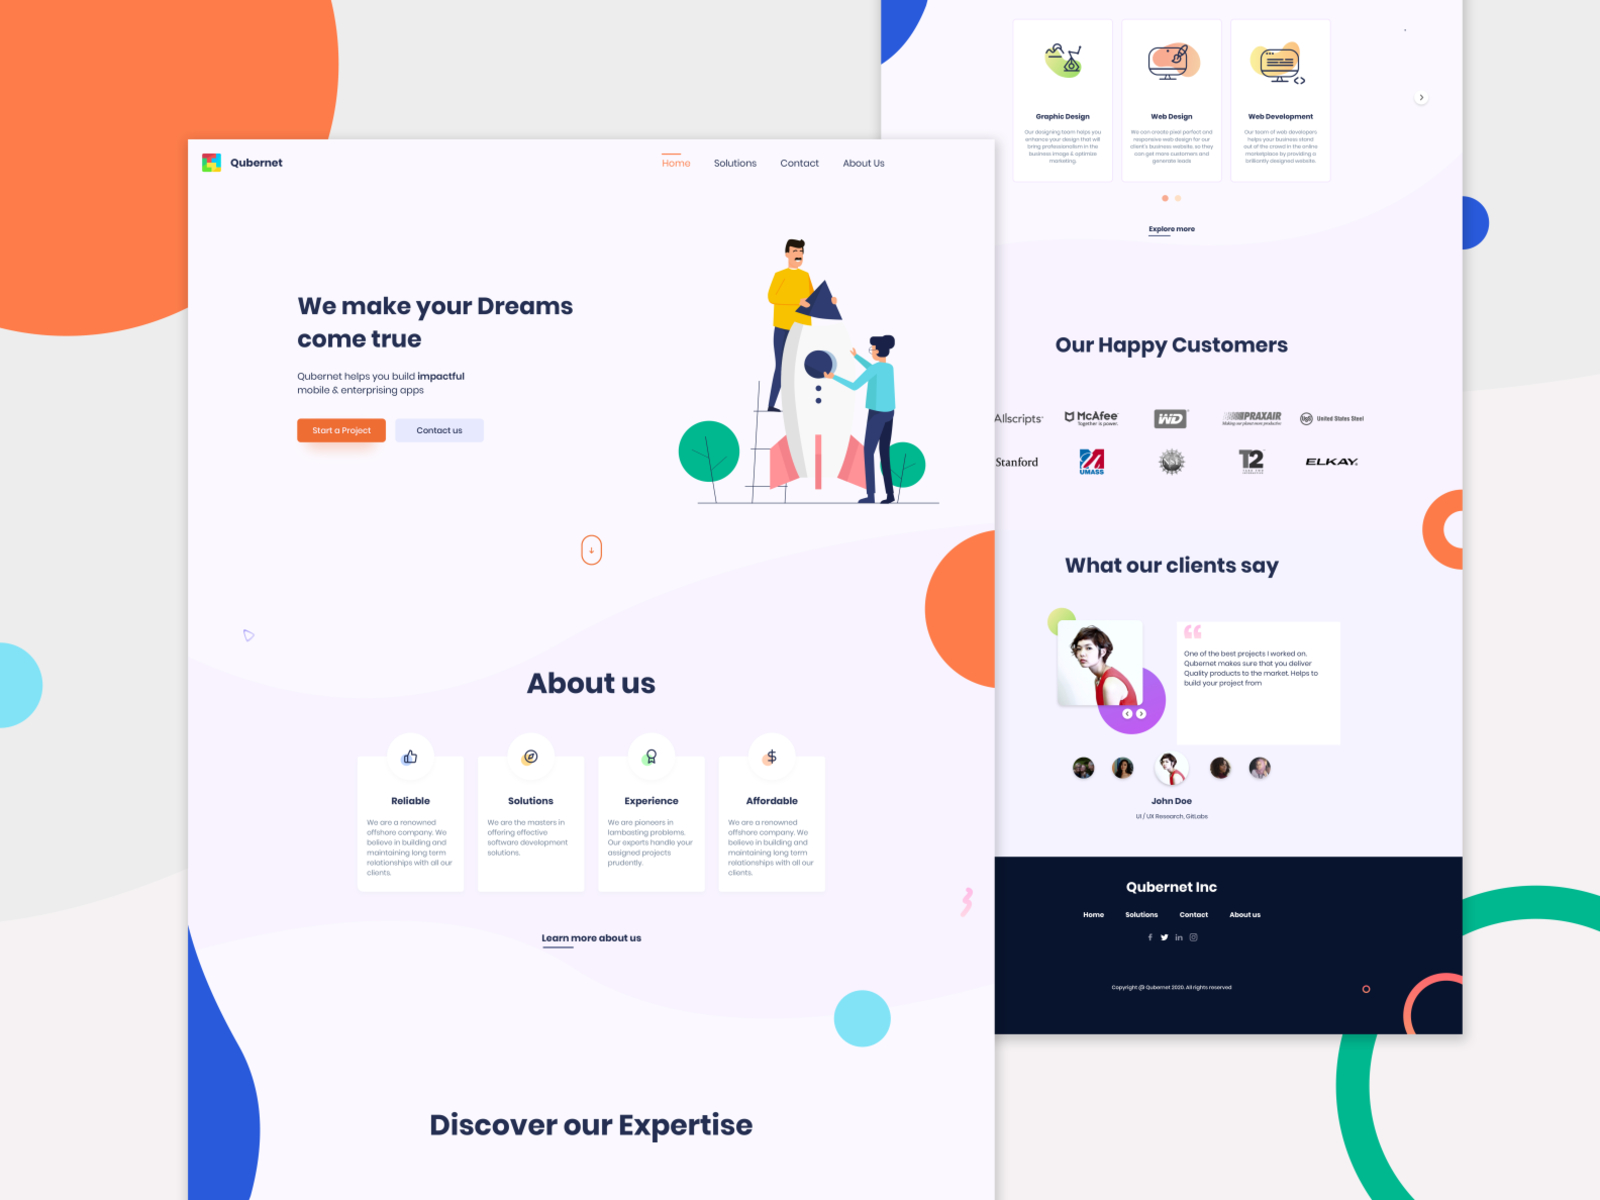 Qubernet
Home
Solutions
Contact
About Us
We make your Dreams
come true
Qubernet helps you build impactful
mobile & enterprising apps
Start a Project
Contact us
About us
Reliable
We are a renowned
offshore company. We
believe in building and
maintaining long term
relationships with all our
clients.
Solutions
We are the masters in
offering effective
software development
solutions.
Experience
We are pioneers in
lambasting problems.
Our experts handle your
assigned projects
prudently.
Affordable
We are a renowned
offshore company. We
believe in building and
maintaining long term
relationships with all our
clients.
Learn more about us
Discover our Expertise
Graphic Design
Our designing team helps you
enhance your design that will
bring professionalism in the
business image & optimize
marketing.
Web Design
We can create pixel perfect and
responsive web design for our
client's business website, so they
can get more customers and
generate leads
Web Development
Our team of web developers
helps your business stand
out of the crowd in the online
marketplace by providing a
brilliantly designed website.
Explore more
Our Happy Customers
Allscripts
McAfee
Together is power.
WD
PRAXAIR
Making our planet more productive
United States Steel
Stanford
UMASS
T2
ELKAY.
What our clients say
One of the best projects I worked on.
Qubernet makes sure that you deliver
Quality products to the market. Helps to
build your project from
John Doe
UI / UX Research, GitLabs
Qubernet Inc
Home
Solutions
Contact
About us
Copyright @ Qubernet 2020. All rights reserved